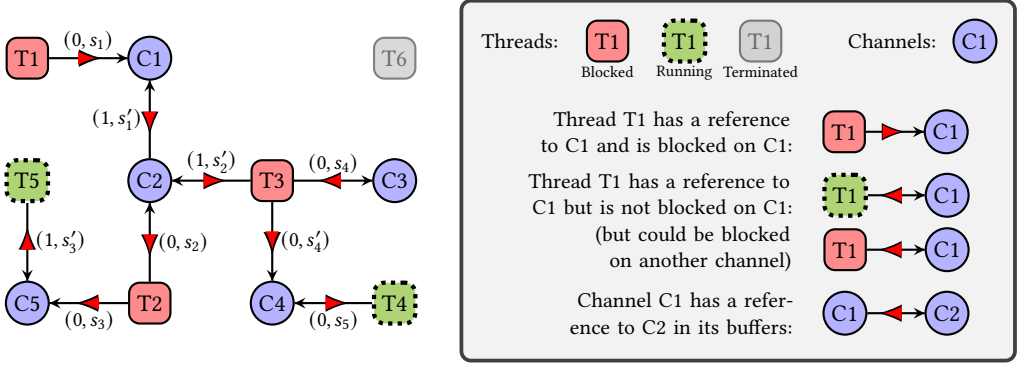 T1
(0, s₁)
C1
T6
(1, s′₁)
T5
C2
(1, s′₂)
T3
(0, s₄)
C3
(1, s′₃)
(0, s₂)
(0, s′₄)
C5
(0, s₃)
T2
C4
(0, s₅)
T4
Threads:
T1
Blocked
T1
Running
T1
Terminated
Channels:
C1
Thread T1 has a reference
to C1 and is blocked on C1:
T1
C1
Thread T1 has a reference to
C1 but is not blocked on C1:
(but could be blocked
on another channel)
T1
C1
T1
C1
Channel C1 has a refer-
ence to C2 in its buffers:
C1
C2